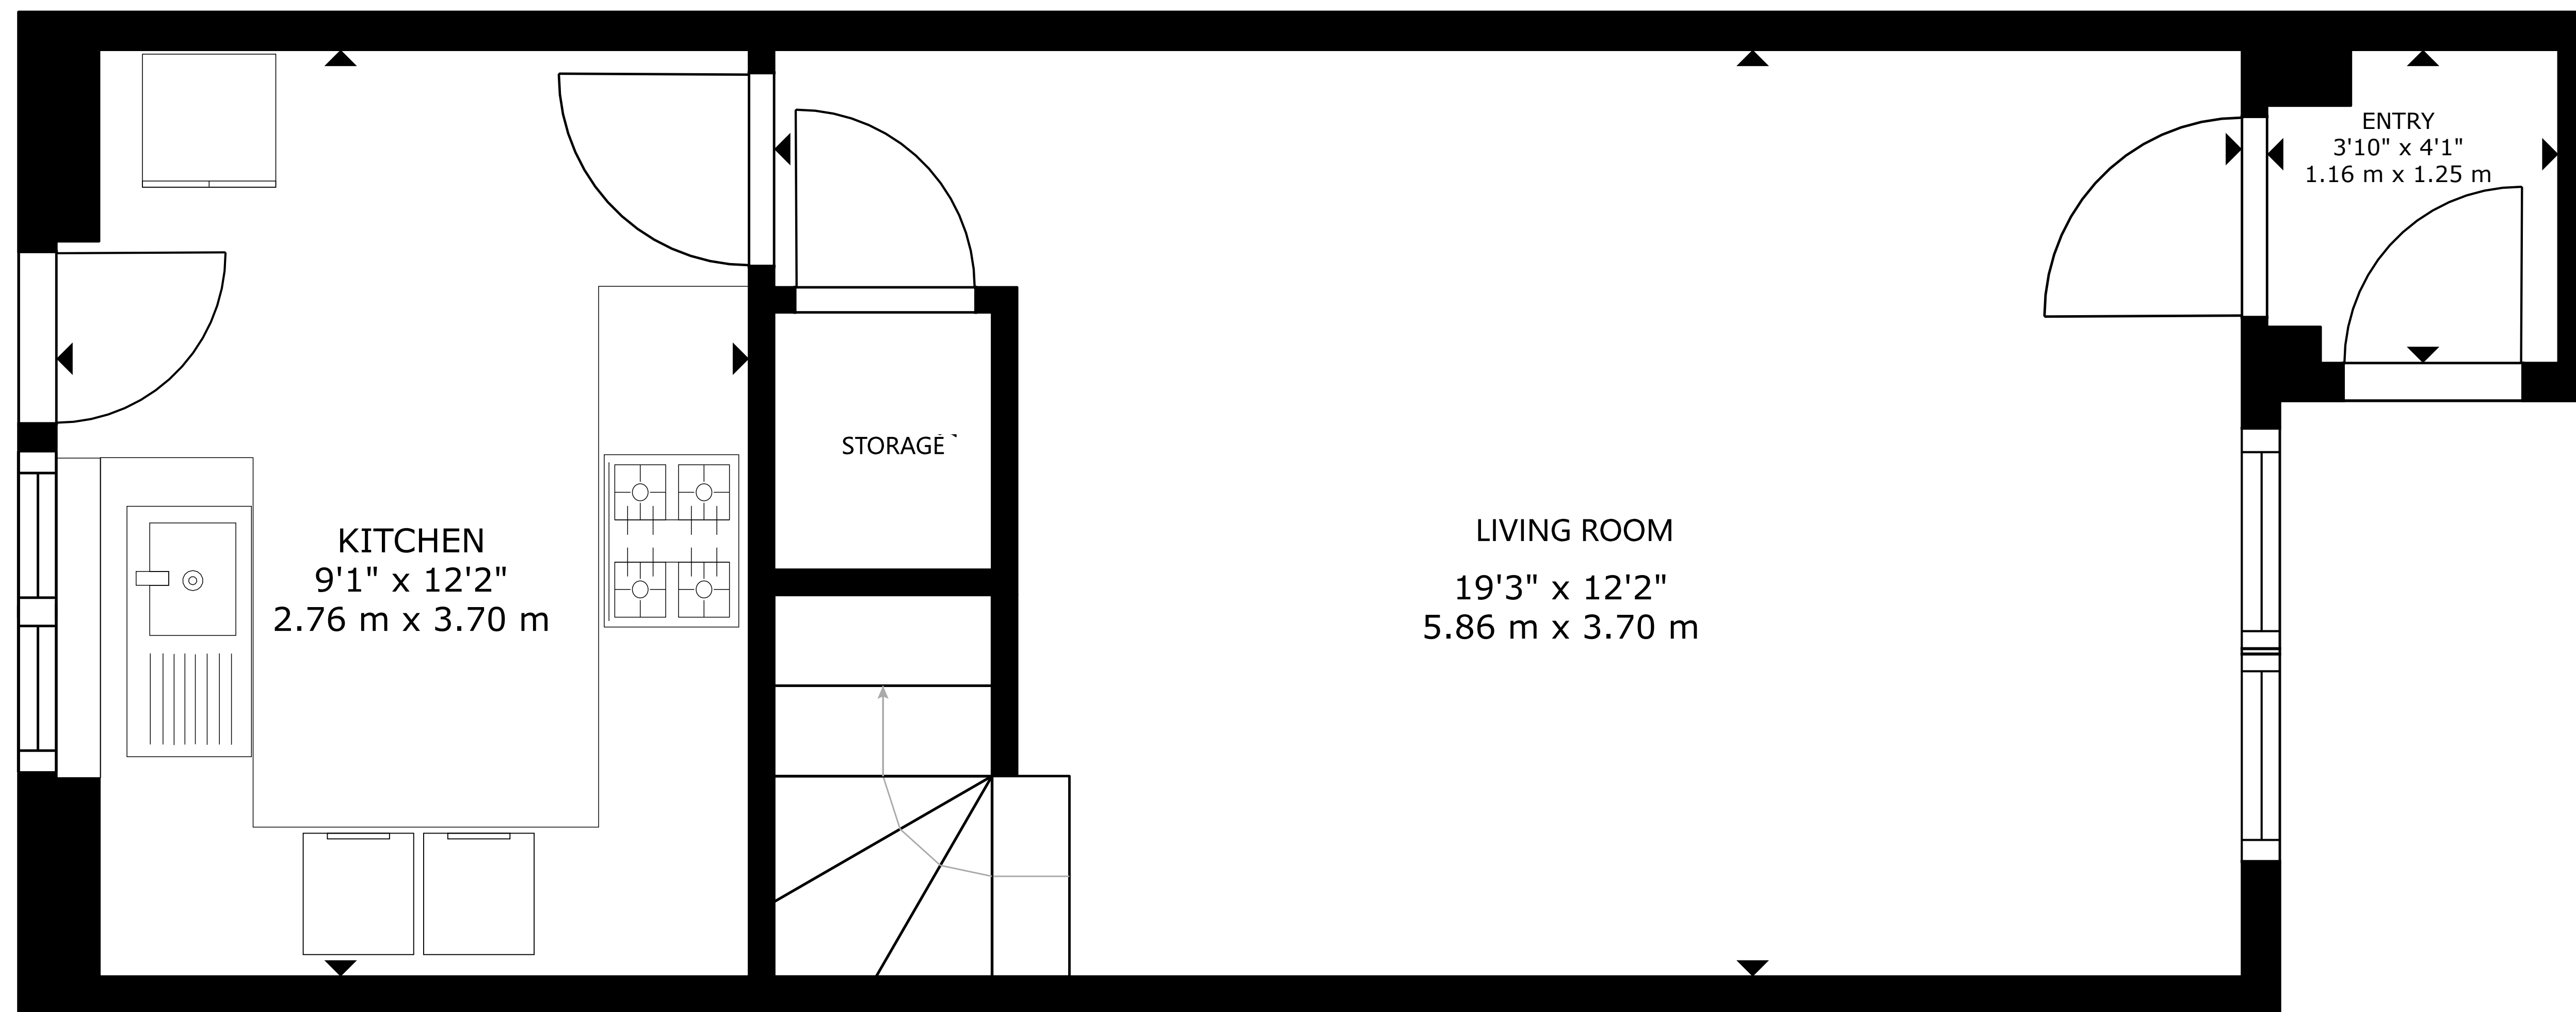 ENTRY
3'10" x 4'1"
1.16 m x 1.25 m
STORAGE
KITCHEN
9'1" x 12'2"
2.76 m x 3.70 m
LIVING ROOM
19'3" x 12'2"
5.86 m x 3.70 m